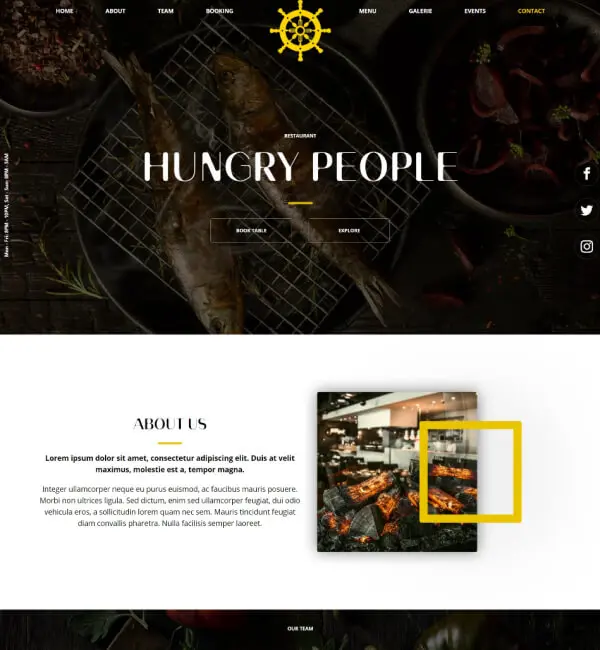 HOME ABOUT TEAM BOOKING MENU GALERIE EVENTS CONTACT
RESTAURANT
HUNGRY PEOPLE
BOOK TABLE EXPLORE
Mon - Fri: 8PM - 10PM, Sat - Sun: 8PM - 3AM
ABOUT US
Lorem ipsum dolor sit amet, consectetur adipiscing elit. Duis at velit
maximus, molestie est a, tempor magna.
Integer ullamcorper neque eu purus euismod, ac faucibus mauris posuere.
Morbi non ultrices ligula. Sed dictum, enim sed ullamcorper feugiat, dui odio
vehicula eros, a sollicitudin lorem quam nec sem. Mauris tincidunt feugiat
diam convallis pharetra. Nulla facilisis semper laoreet.
OUR TEAM